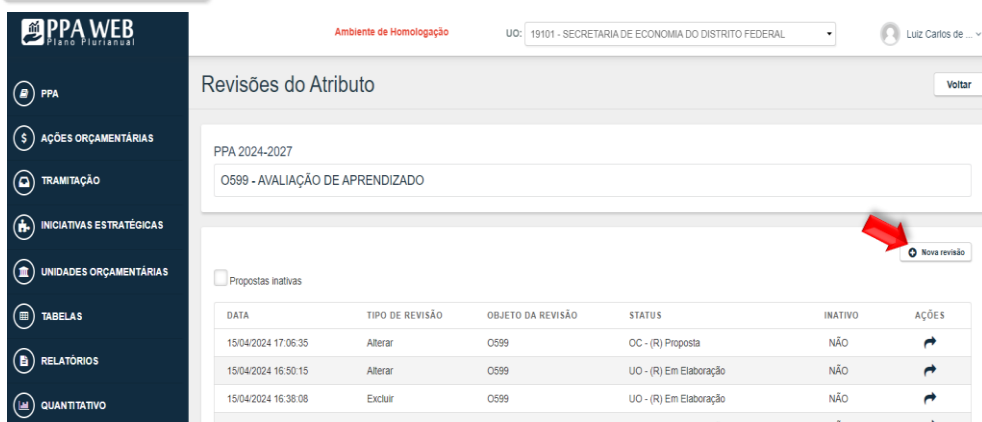 PPA WEB
Plano Plurianual
Ambiente de Homologação
UO: 19101 - SECRETARIA DE ECONOMIA DO DISTRITO FEDERAL
Luiz Carlos de ...
PPA
AÇÕES ORÇAMENTÁRIAS
TRAMITAÇÃO
INICIATIVAS ESTRATÉGICAS
UNIDADES ORÇAMENTÁRIAS
TABELAS
RELATÓRIOS
QUANTITATIVO
Revisões do Atributo
Voltar
PPA 2024-2027
O599 - AVALIAÇÃO DE APRENDIZADO
Nova revisão
Propostas inativas
DATA TIPO DE REVISÃO OBJETO DA REVISÃO STATUS INATIVO AÇÕES
15/04/2024 17:06:35 Alterar O599 OC - (R) Proposta NÃO
15/04/2024 16:50:15 Alterar O599 UO - (R) Em Elaboração NÃO
15/04/2024 16:38:08 Excluir O599 UO - (R) Em Elaboração NÃO